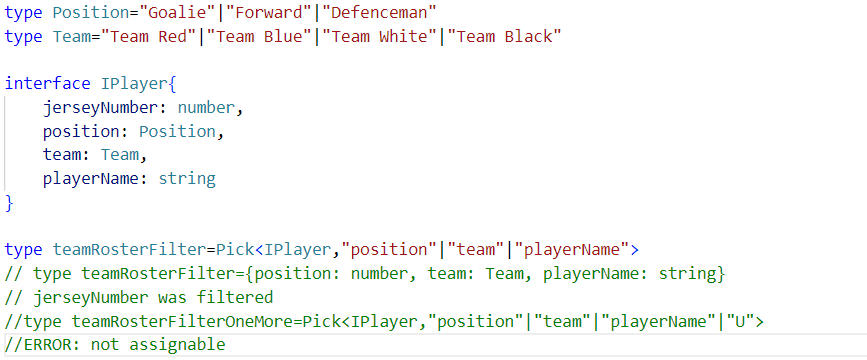 type Position="Goalie"|"Forward"|"Defenceman"
type Team="Team Red"|"Team Blue"|"Team White"|"Team Black"
interface IPlayer{
jerseyNumber: number,
position: Position,
team: Team,
playerName: string
}
type teamRosterFilter=Pick<IPlayer,"position"|"team"|"playerName">
// type teamRosterFilter={position: number, team: Team, playerName: string}
// jerseyNumber was filtered
//type teamRosterFilterOneMore=Pick<IPlayer,"position"|"team"|"playerName"|"U">
//ERROR: not assignable